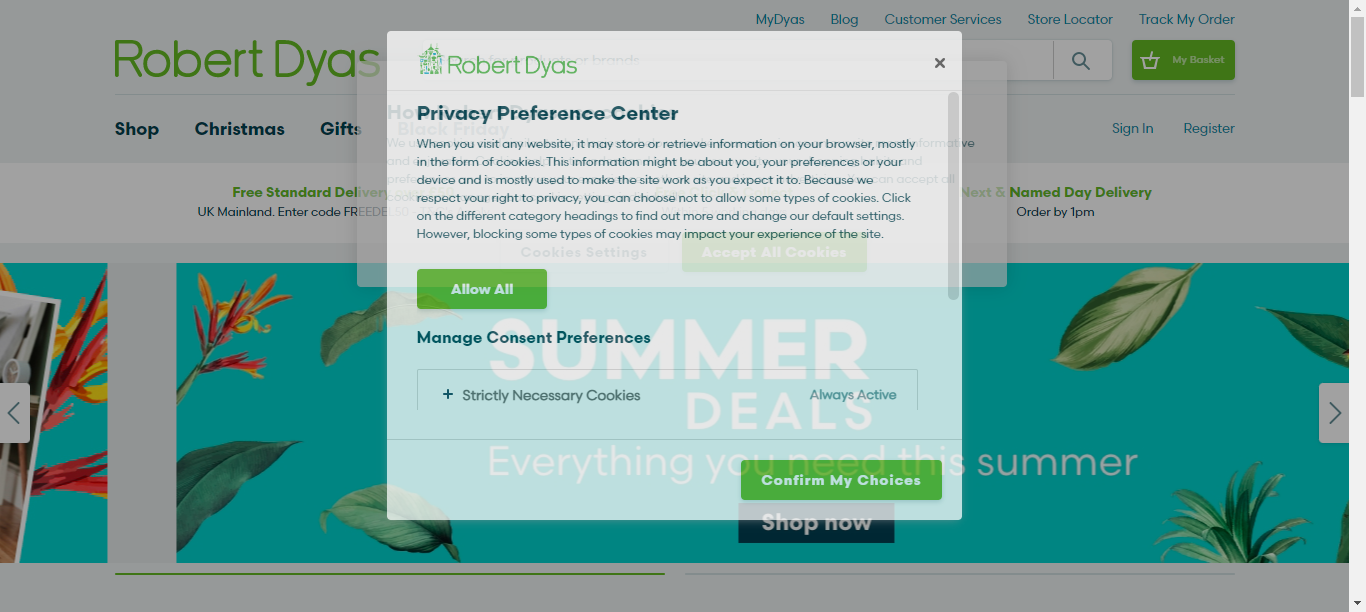 MyDyas Blog Customer Services Store Locator Track My Order
Robert Dyas
My Basket
Robert Dyas
Shop Christmas Gifts Black Friday
Sign In Register
Privacy Preference Center
When you visit any website, it may store or retrieve information on your browser, mostly
in the form of cookies. This information might be about you, your preferences or your
device and is mostly used to make the site work as you expect it to. Because we
respect your right to privacy, you can choose not to allow some types of cookies. Click
on the different category headings to find out more and change our default settings.
However, blocking some types of cookies may impact your experience of the site.
Free Standard
UK Mainland. Enter code
Next & Named Day Delivery
Order by 1pm
Cookies Settings Accept All Cookies
Allow All
Manage Consent Preferences
+ Strictly Necessary Cookies Always Active
Confirm My Choices
SUMMER
DEALS
Everything you need this summer
Shop now